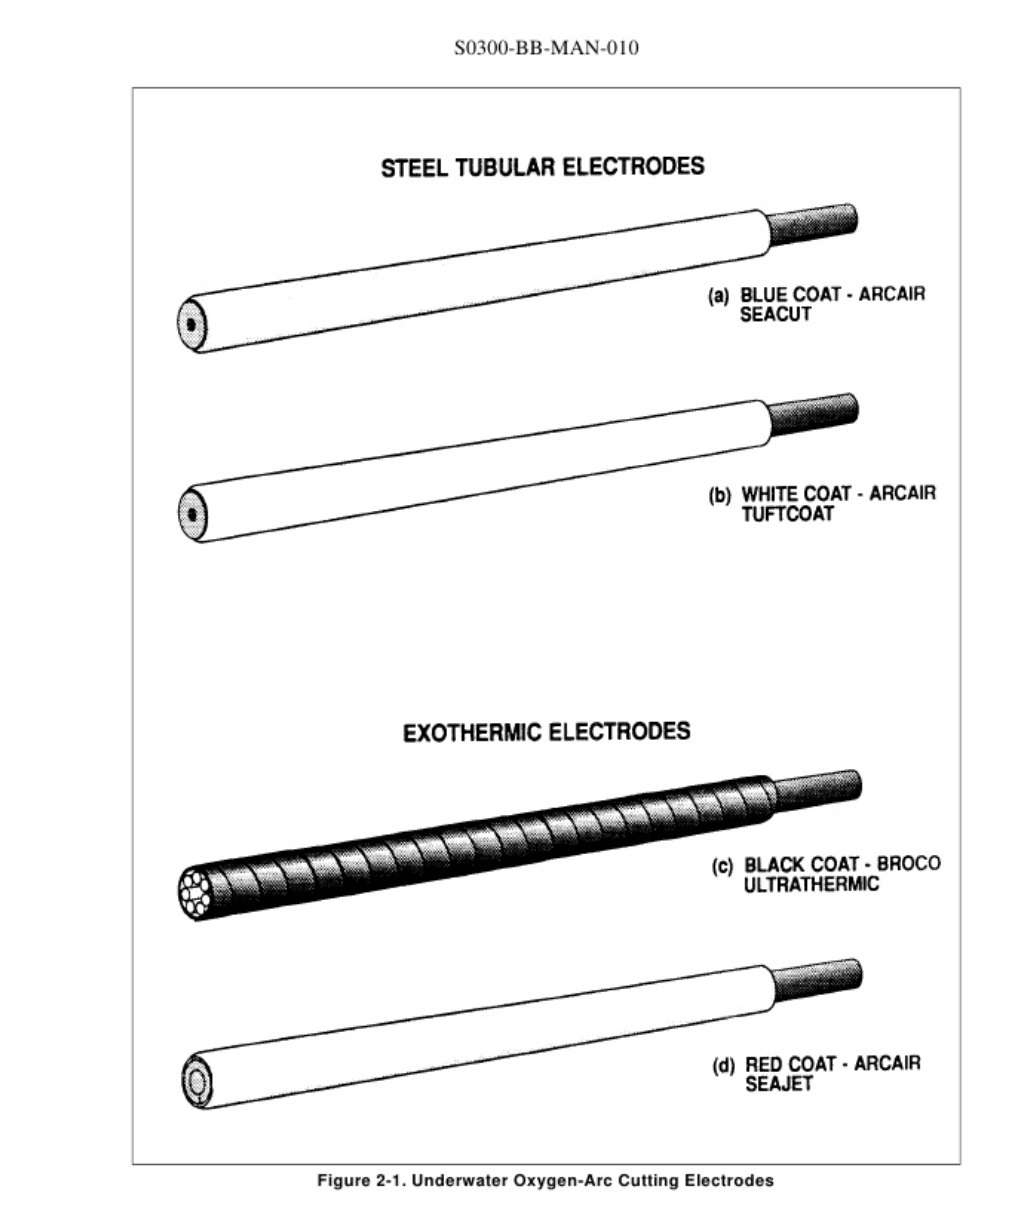 S0300-BB-MAN-010
STEEL TUBULAR ELECTRODES
(a) BLUE COAT - ARCAIR
SEACUT
(b) WHITE COAT - ARCAIR
TUFTCOAT
EXOTHERMIC ELECTRODES
(c) BLACK COAT - BROCO
ULTRATHERMIC
(d) RED COAT - ARCAIR
SEAJET
Figure 2-1. Underwater Oxygen-Arc Cutting Electrodes